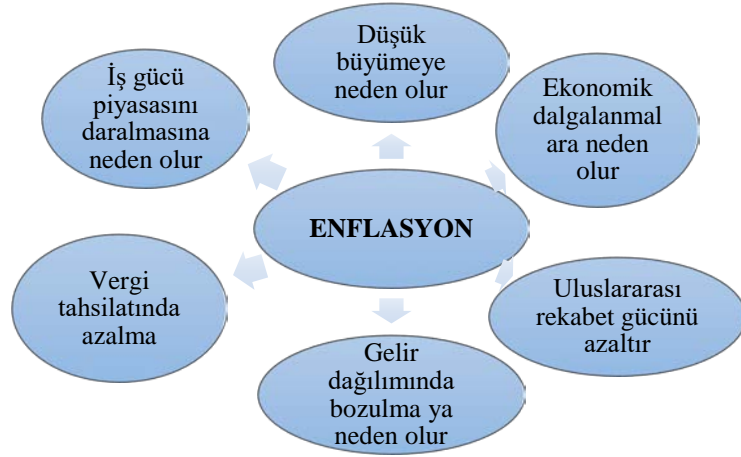 Düşük
büyümeye
neden olur
İş gücü
piyasasını
daralmasına
neden olur
Ekonomik
dalgalanmal
ara neden
olur
ENFLASYON
Vergi
tahsilatında
azalma
Uluslararası
rekabet gücünü
azaltır
Gelir
dağılımında
bozulma ya
neden olur